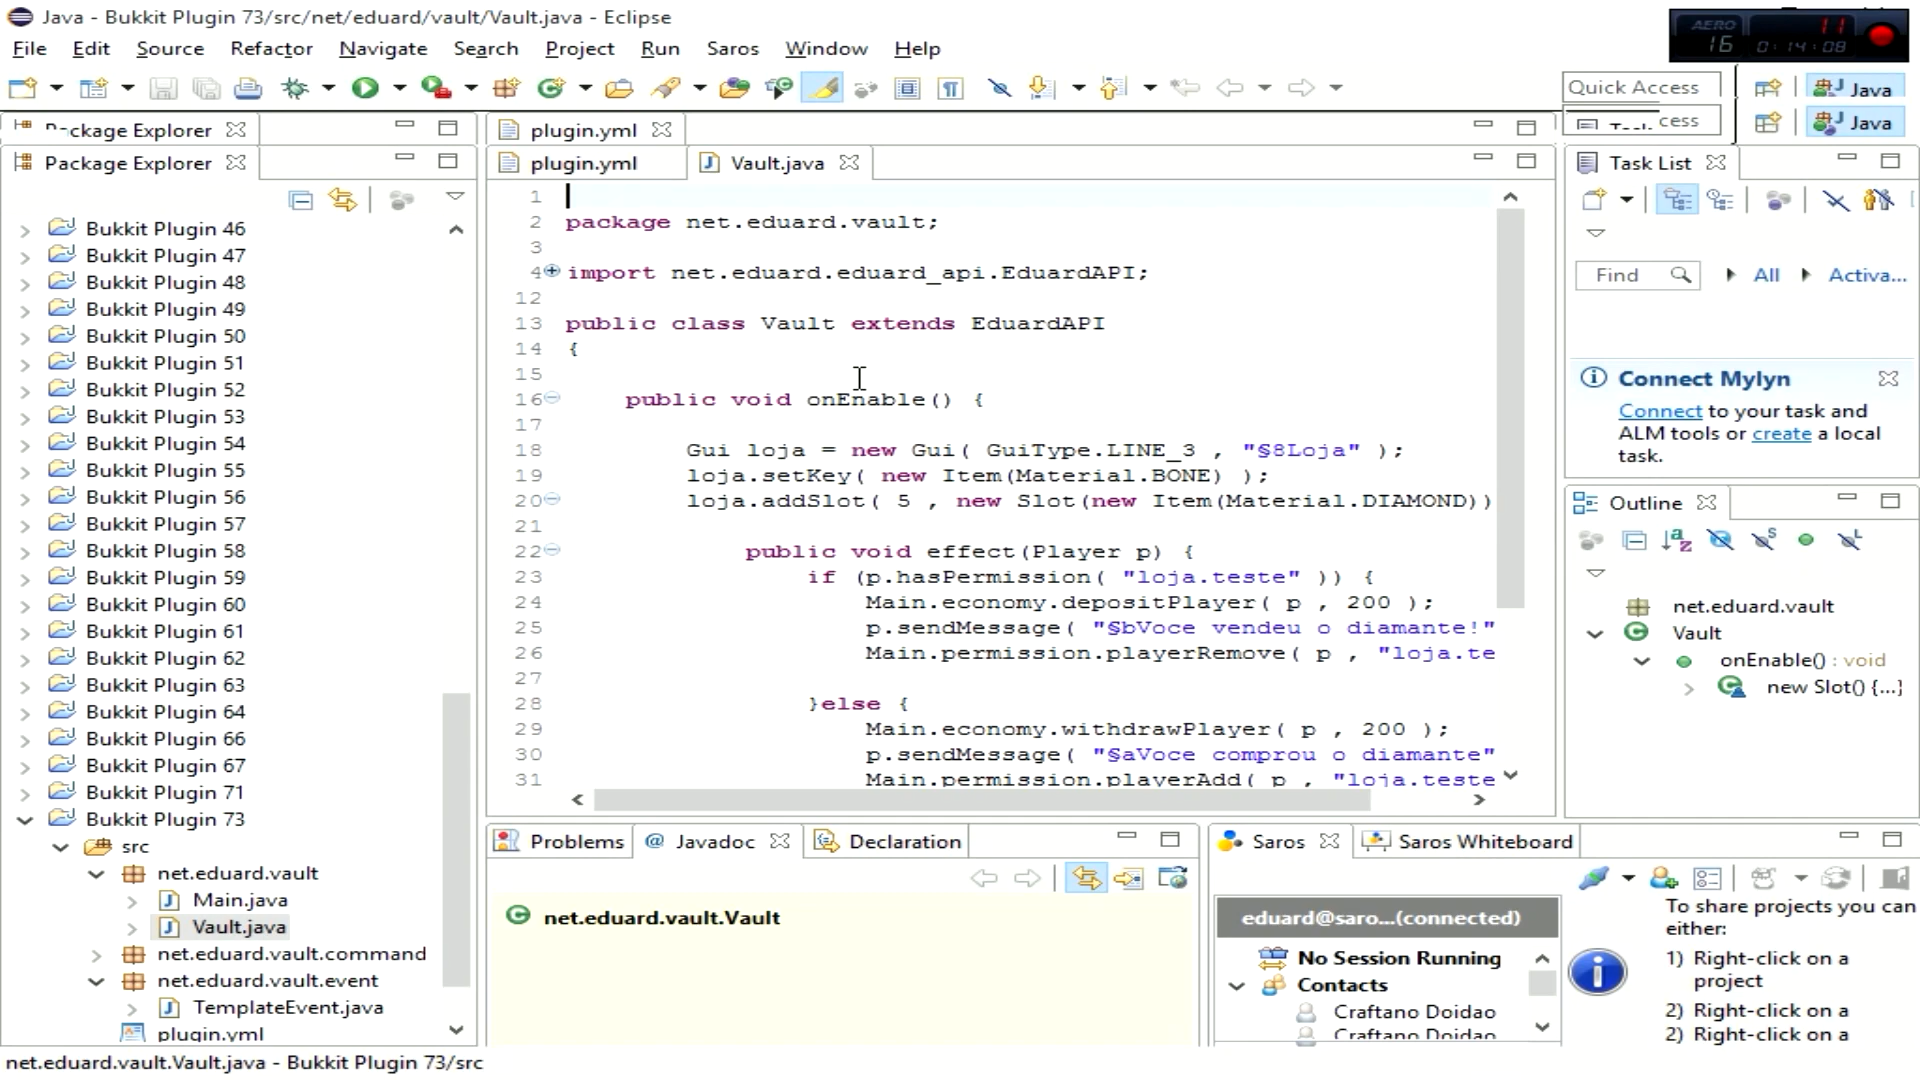 Java - Bukkit Plugin 73/src/net/eduard/vault/Vault.java - Eclipse
File Edit Source Refactor Navigate Search Project Run Saros Window Help
AERO 11
16 0:14:08
Quick Access
Java
cess
Java
Package Explorer
plugin.yml
Package Explorer
plugin.yml
Vault.java
Task List
Bukkit Plugin 46
Bukkit Plugin 47
Bukkit Plugin 48
Bukkit Plugin 49
Bukkit Plugin 50
Bukkit Plugin 51
Bukkit Plugin 52
Bukkit Plugin 53
Bukkit Plugin 54
Bukkit Plugin 55
Bukkit Plugin 56
Bukkit Plugin 57
Bukkit Plugin 58
Bukkit Plugin 59
Bukkit Plugin 60
Bukkit Plugin 61
Bukkit Plugin 62
Bukkit Plugin 63
Bukkit Plugin 64
Bukkit Plugin 66
Bukkit Plugin 67
Bukkit Plugin 71
Bukkit Plugin 73
src
net.eduard.vault
Main.java
Vault.java
net.eduard.vault.command
net.eduard.vault.event
TemplateEvent.java
plugin.yml
1
2 package net.eduard.vault;
3
4 import net.eduard.eduard_api.EduardAPI;
12
13 public class Vault extends EduardAPI
14 {
15
16 public void onEnable() {
17
18 Gui loja = new Gui( GuiType.LINE_3 , "§8Loja" );
19 loja.setKey( new Item(Material.BONE) );
20 loja.addSlot( 5 , new Slot(new Item(Material.DIAMOND))
21
22 public void effect(Player p) {
23 if (p.hasPermission( "loja.teste" )) {
24 Main.economy.depositPlayer( p , 200 );
25 p.sendMessage( "§bVoce vendeu o diamante!"
26 Main.permission.playerRemove( p , "loja.te
27
28 }else {
29 Main.economy.withdrawPlayer( p , 200 );
30 p.sendMessage( "§aVoce comprou o diamante"
31 Main.permission.playerAdd( p , "loja.teste
Find All Activa...
Connect Mylyn
Connect to your task and
ALM tools or create a local
task.
Outline
net.eduard.vault
Vault
onEnable() : void
new Slot() {...}
Problems @ Javadoc Declaration
net.eduard.vault.Vault
Saros Saros Whiteboard
eduard@saro...(connected)
No Session Running
Contacts
Craftano Doidao
Craftano Doidao
To share projects you can
either:
1) Right-click on a
project
2) Right-click on a
2) Right-click on a
net.eduard.vault.Vault.java - Bukkit Plugin 73/src